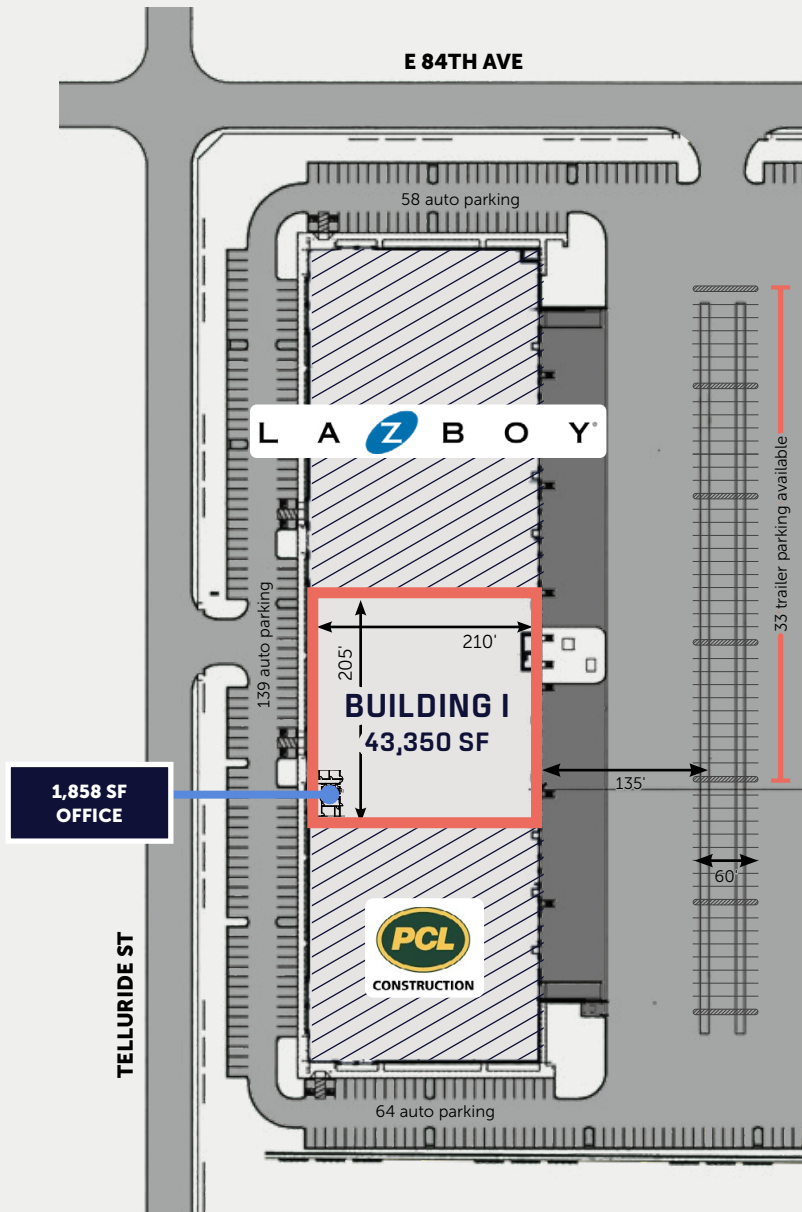 E 84TH AVE
58 auto parking
L A Z B O Y®
33 trailer parking available
139 auto parking
210'
205'
BUILDING I
43,350 SF
135'
1,858 SF
OFFICE
60'
PCL
CONSTRUCTION
TELLURIDE ST
64 auto parking